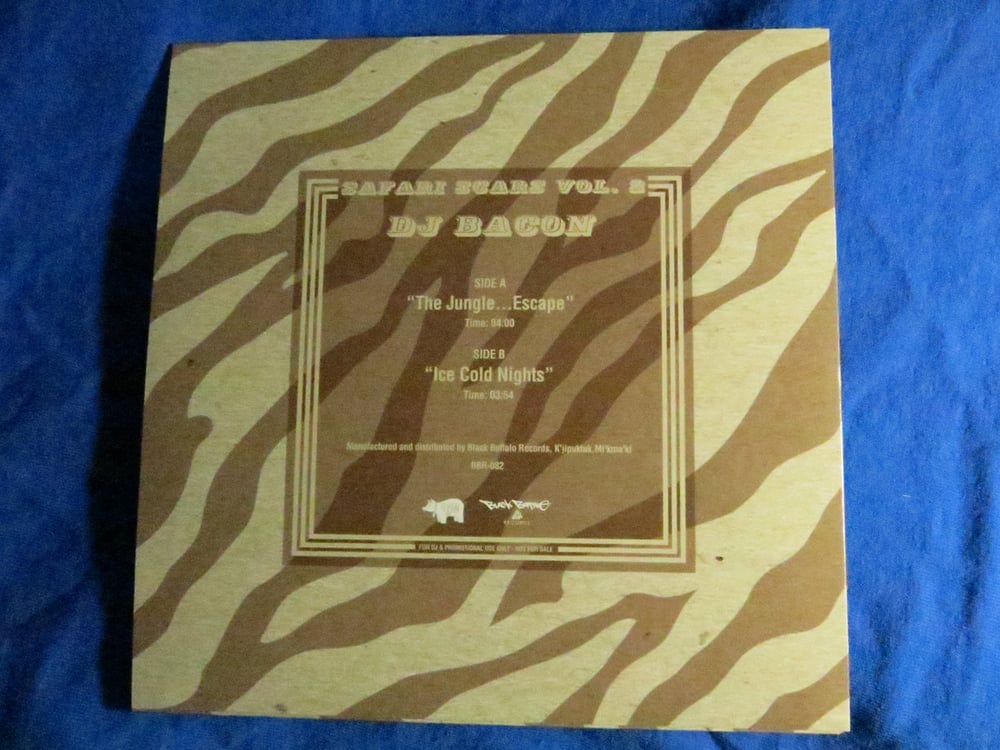 SAFARI SCARS VOL. 2
DJ BACON
SIDE A
“The Jungle...Escape”
Time: 04:00
SIDE B
“Ice Cold Nights”
Time: 03:54
Manufactured and distributed by Black Buffalo Records, K'jipuktuk, Mi'kma'ki
BBR-082
RECORDS
FOR DJ & PROMOTIONAL USE ONLY - NOT FOR SALE